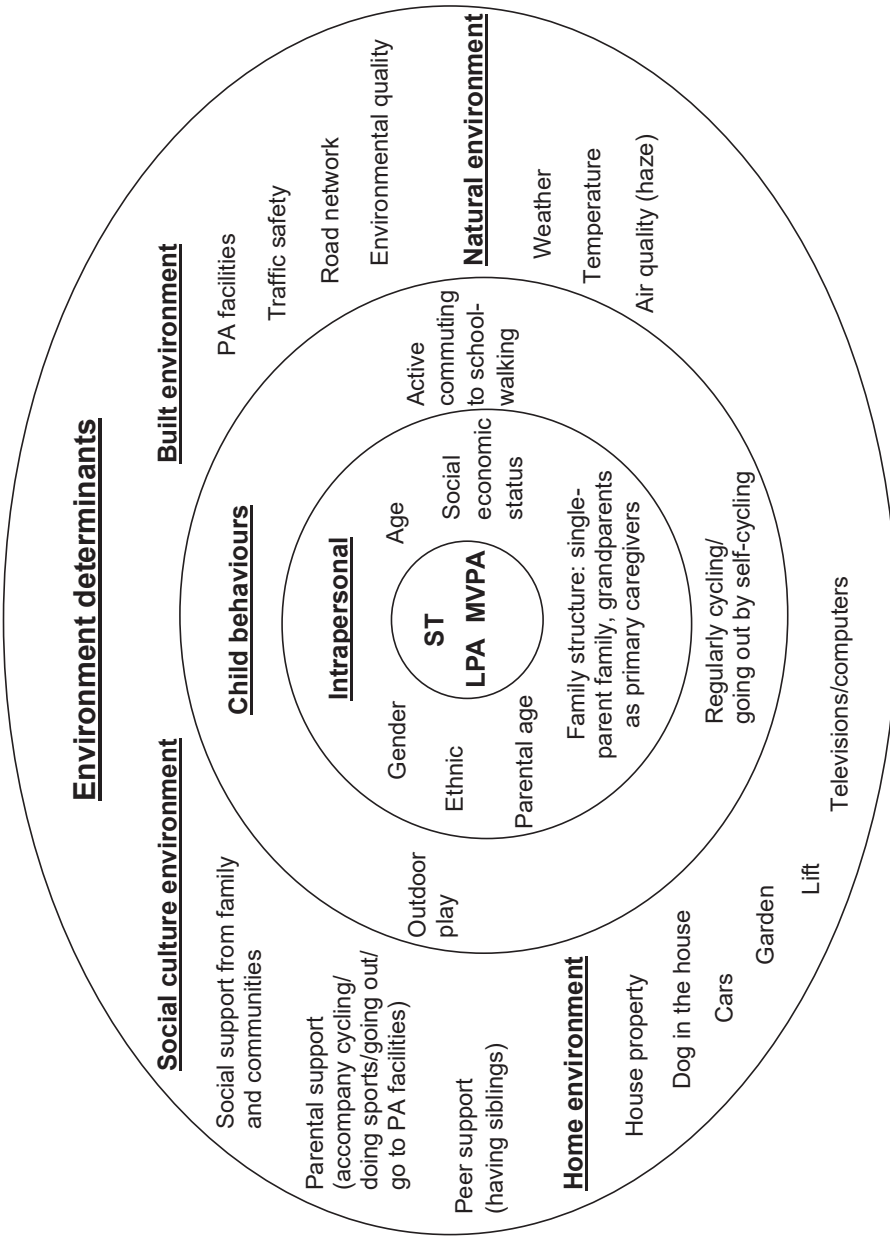 Environment determinants
Social culture environment
Social support from family
and communities
Parental support
(accompany cycling/
doing sports/going out/
go to PA facilities)
Peer support
(having siblings)
Home environment
House property
Dog in the house
Cars
Garden
Lift
Televisions/computers
Built environment
PA facilities
Traffic safety
Road network
Environmental quality
Natural environment
Weather
Temperature
Air quality (haze)
Child behaviours
Outdoor
play
Active
commuting
to school-
walking
Regularly cycling/
going out by self-cycling
Intrapersonal
Gender
Ethnic
Parental age
Age
Social
economic
status
Family structure: single-
parent family, grandparents
as primary caregivers
ST
LPA MVPA